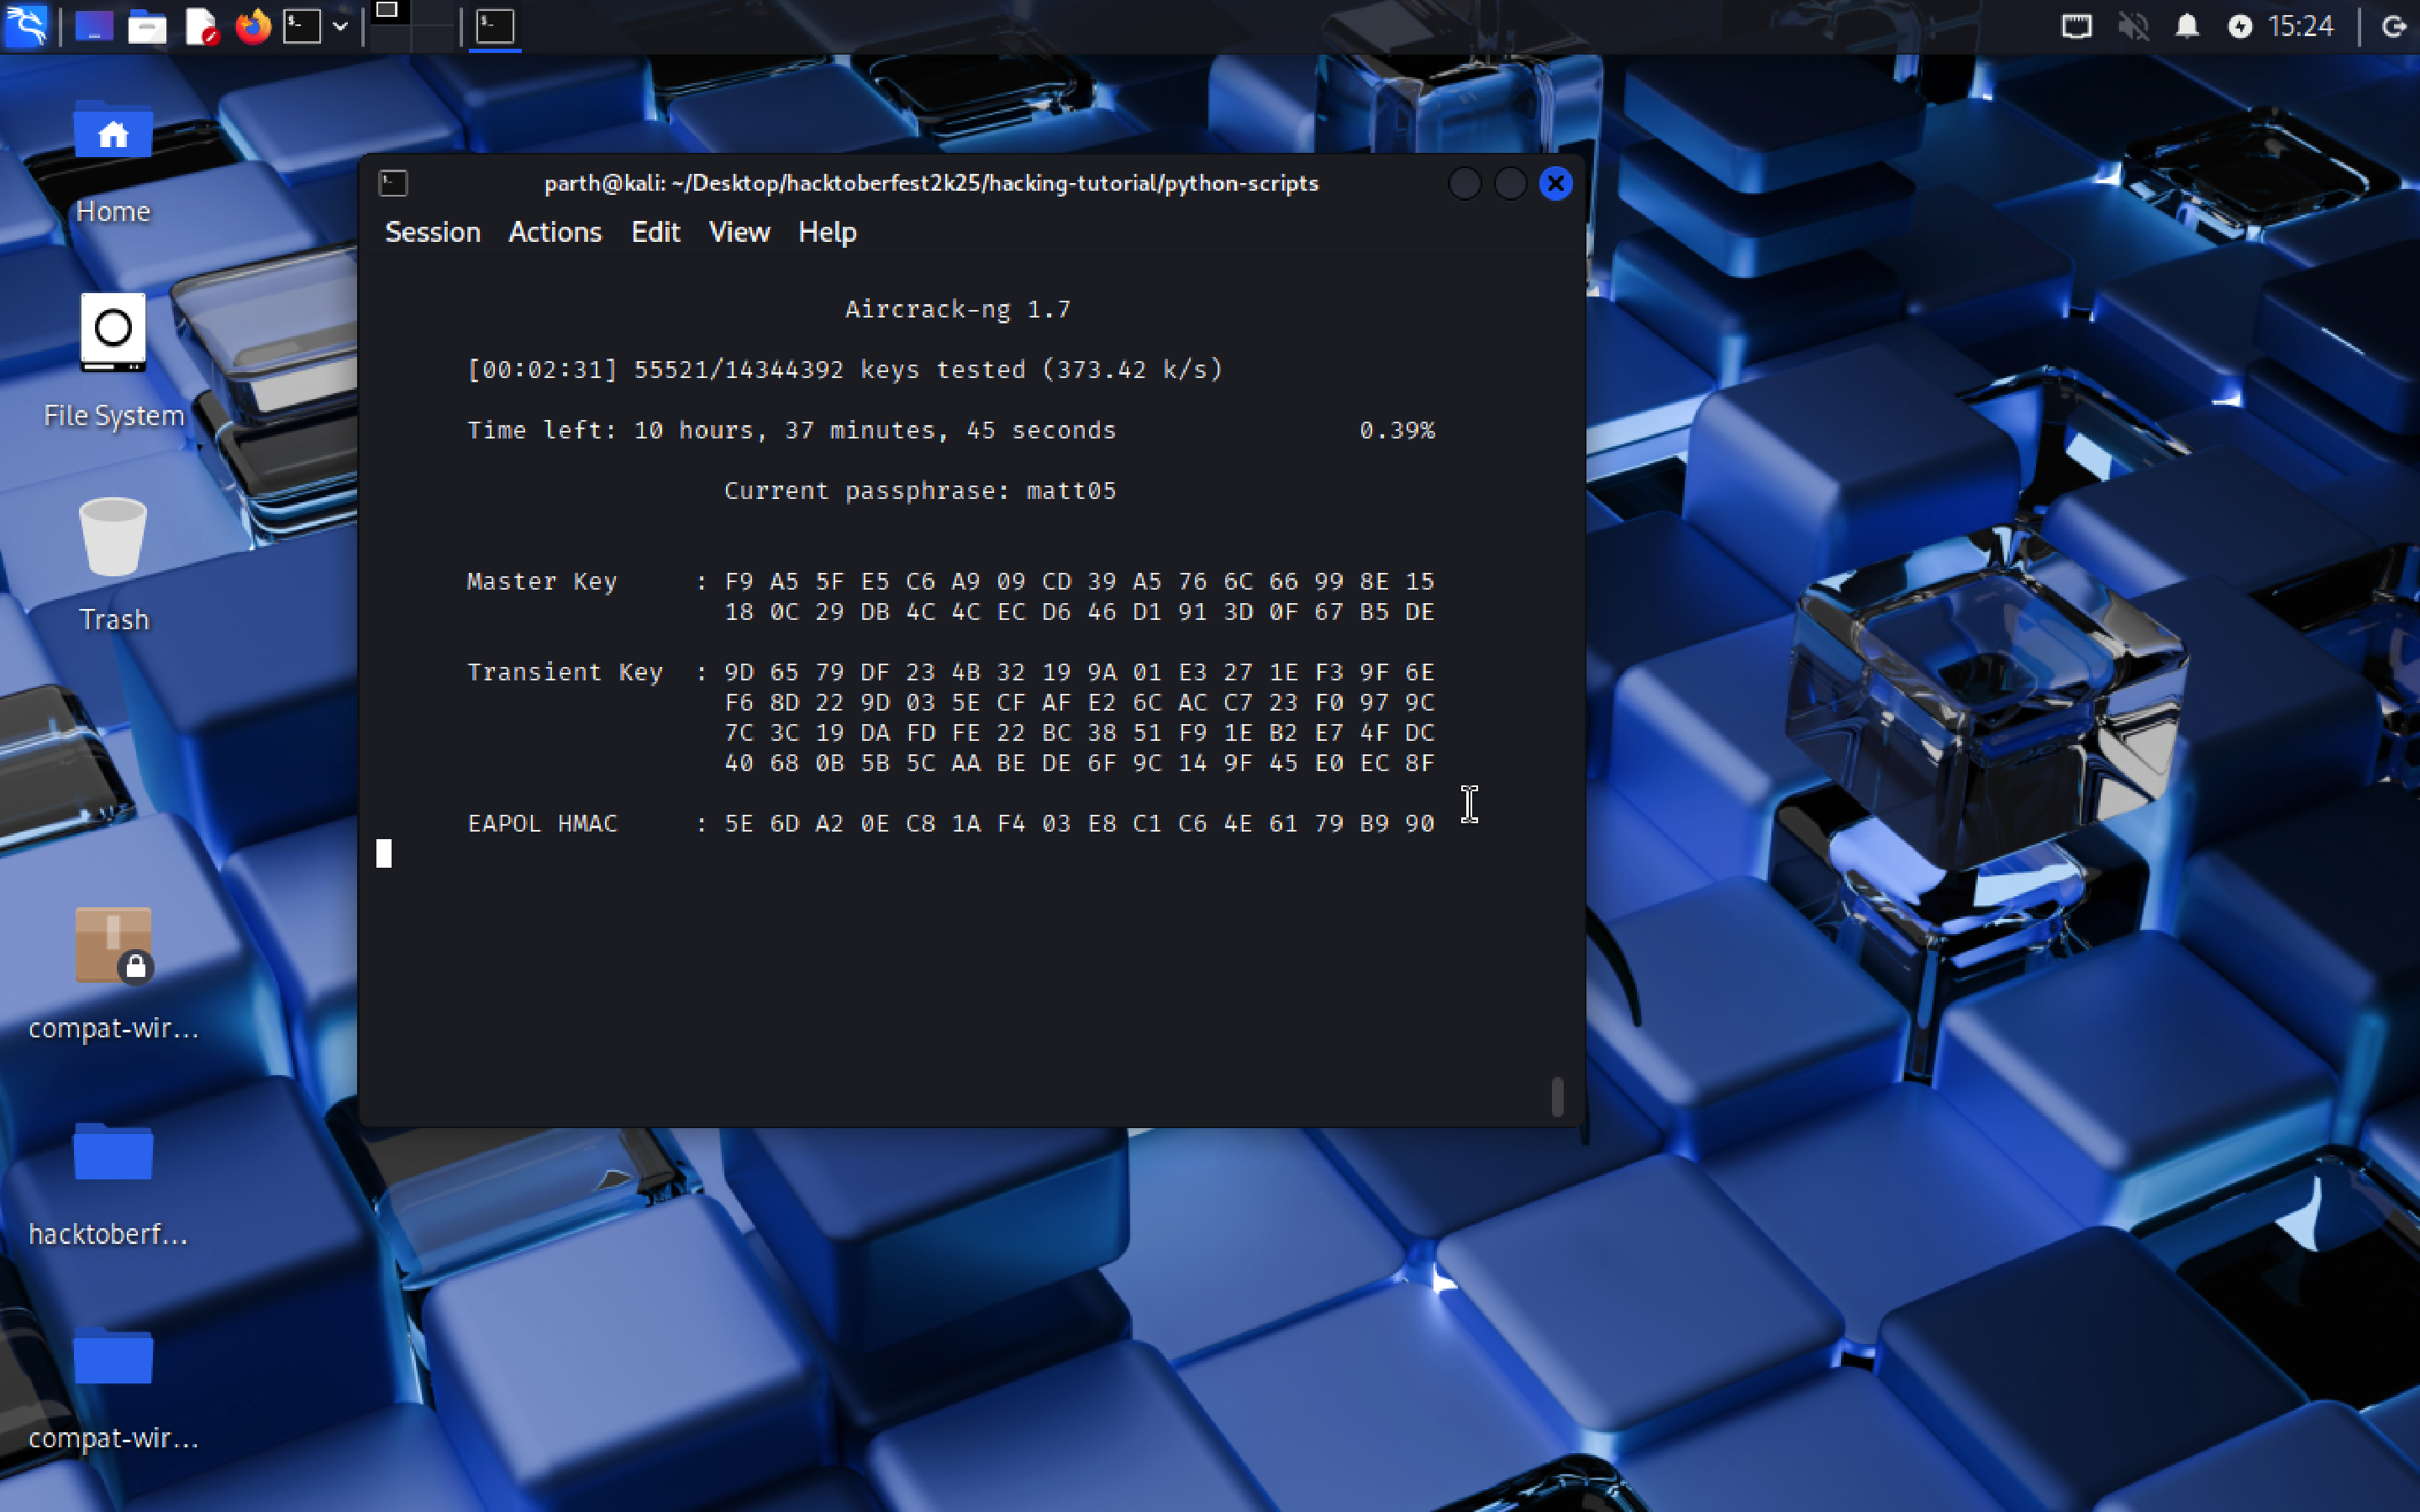 15:24
Home
File System
Trash
compat-wir...
hacktoberf...
compat-wir...
parth@kali: ~/Desktop/hacktoberfest2k25/hacking-tutorial/python-scripts
Session Actions Edit View Help
Aircrack-ng 1.7
[00:02:31] 55521/14344392 keys tested (373.42 k/s)
Time left: 10 hours, 37 minutes, 45 seconds 0.39%
Current passphrase: matt05
Master Key : F9 A5 5F E5 C6 A9 09 CD 39 A5 76 6C 66 99 8E 15
18 0C 29 DB 4C 4C EC D6 46 D1 91 3D 0F 67 B5 DE
Transient Key : 9D 65 79 DF 23 4B 32 19 9A 01 E3 27 1E F3 9F 6E
F6 8D 22 9D 03 5E CF AF E2 6C AC C7 23 F0 97 9C
7C 3C 19 DA FD FE 22 BC 38 51 F9 1E B2 E7 4F DC
40 68 0B 5B 5C AA BE DE 6F 9C 14 9F 45 E0 EC 8F
EAPOL HMAC : 5E 6D A2 0E C8 1A F4 03 E8 C1 C6 4E 61 79 B9 90